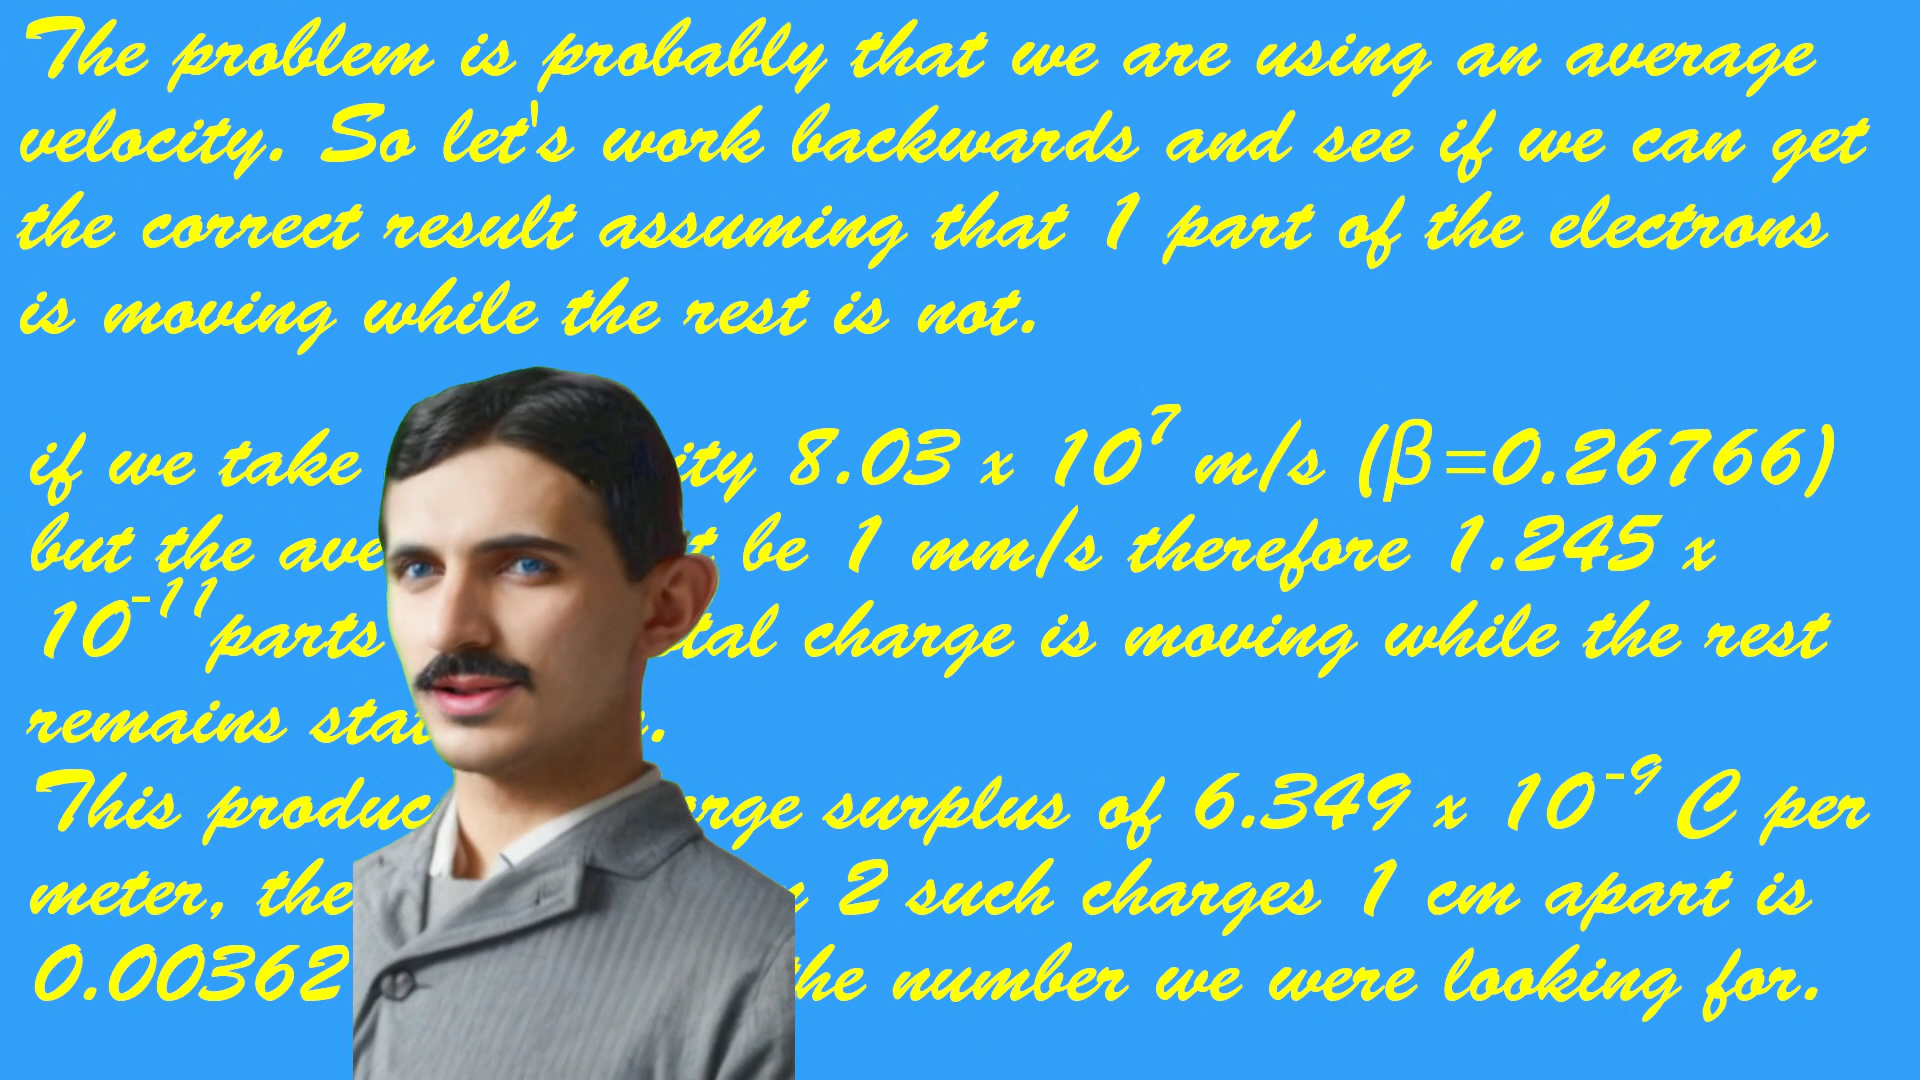 The problem is probably that we are using an average
velocity. So let's work backwards and see if we can get
the correct result assuming that 1 part of the electrons
is moving while the rest is not.
if we take ity 8.03 x 10⁷ m/s (β=0.26766)
but the ave t be 1 mm/s therefore 1.245 x
10⁻¹¹ parts tal charge is moving while the rest
remains stat .
This produc rge surplus of 6.349 x 10⁻⁹ C per
meter, the 2 such charges 1 cm apart is
0.00362 the number we were looking for.